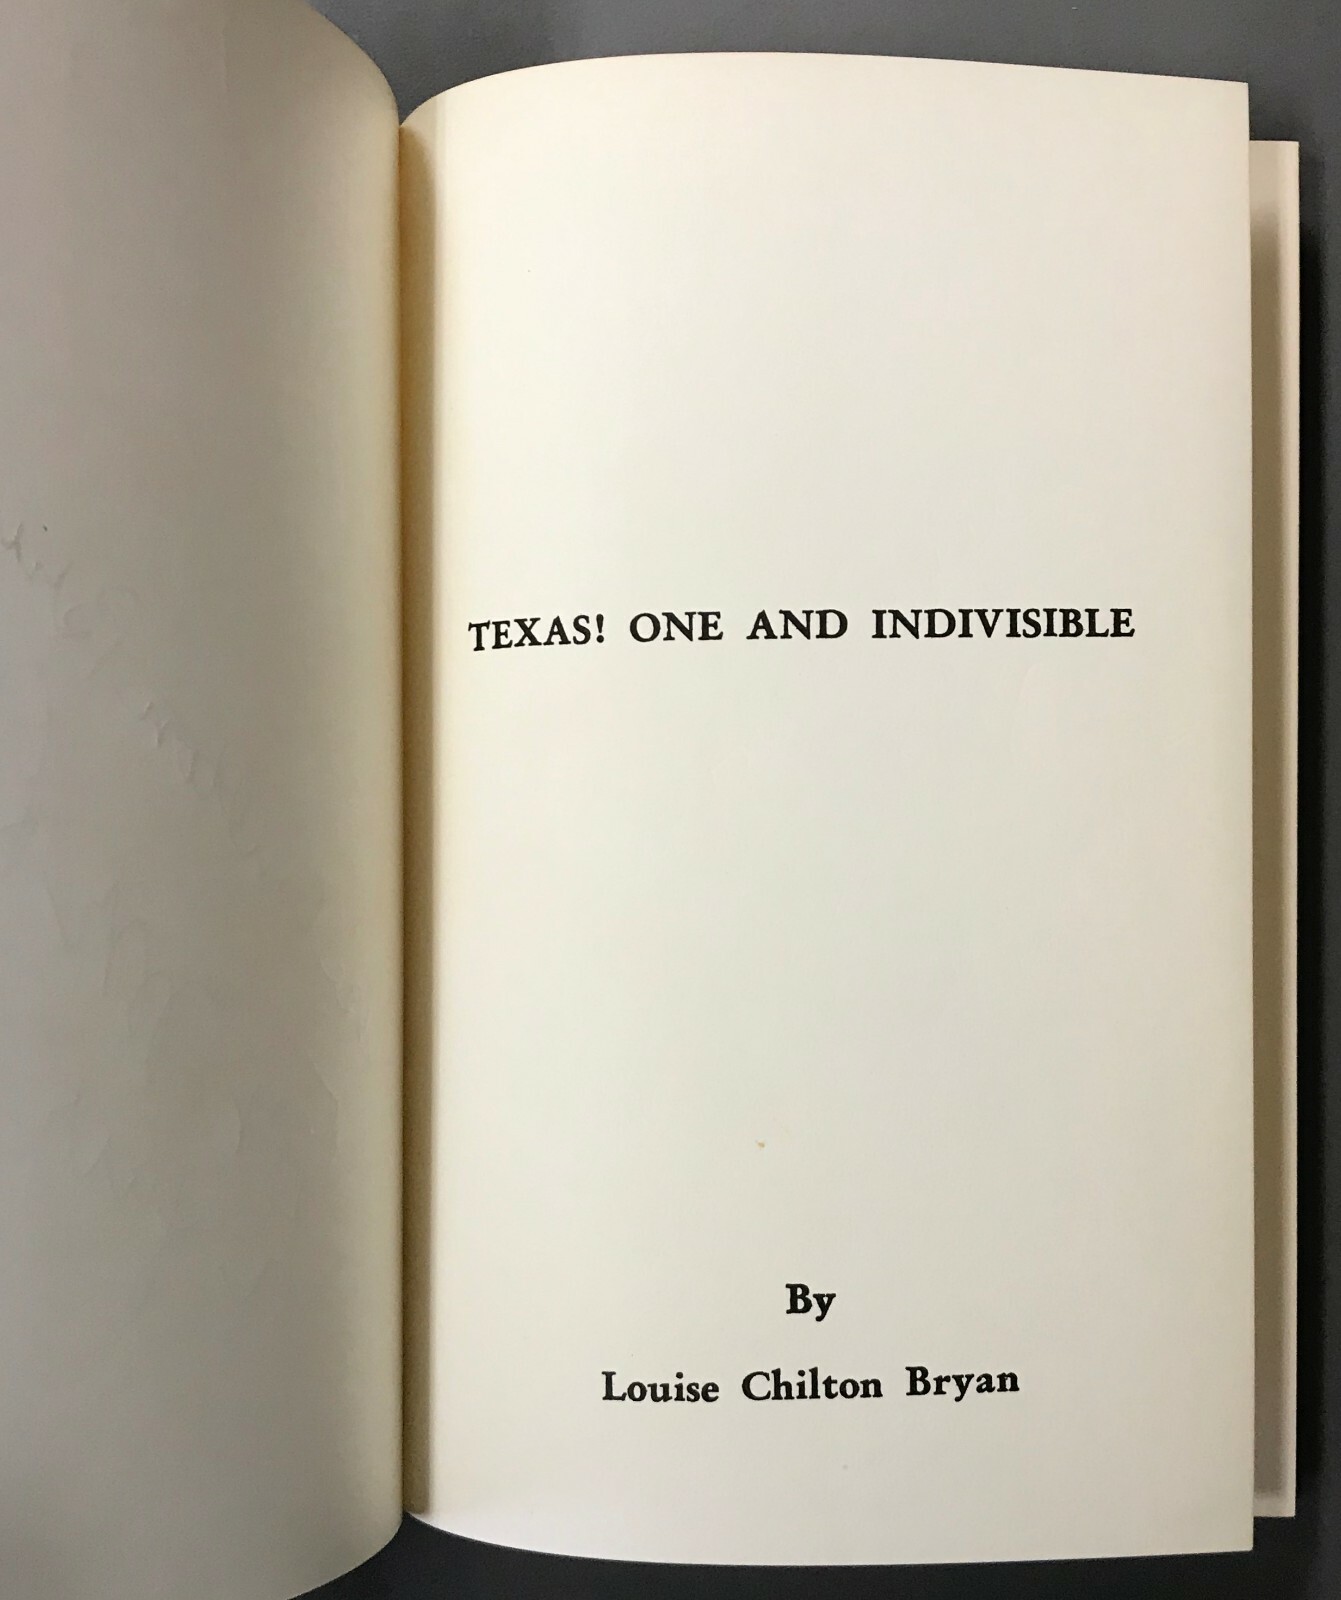 TEXAS! ONE AND INDIVISIBLE
By
Louise Chilton Bryan